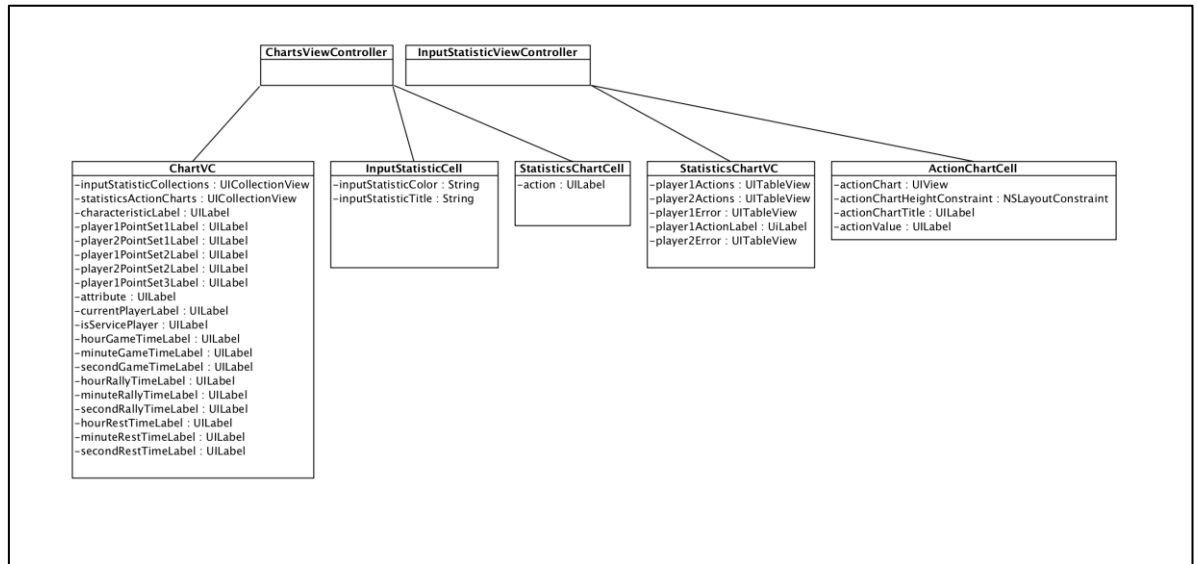 ChartsViewController
InputStatisticViewController
ChartVC
-inputStatisticCollections : UICollectionView
-statisticsActionCharts : UICollectionView
-characteristicLabel : UILabel
-player1PointSet1Label : UILabel
-player2PointSet1Label : UILabel
-player1PointSet2Label : UILabel
-player2PointSet2Label : UILabel
-player1PointSet3Label : UILabel
-attribute : UILabel
-currentPlayerLabel : UILabel
-isServicePlayer : UILabel
-hourGameTimeLabel : UILabel
-minuteGameTimeLabel : UILabel
-secondGameTimeLabel : UILabel
-hourRallyTimeLabel : UILabel
-minuteRallyTimeLabel : UILabel
-secondRallyTimeLabel : UILabel
-hourRestTimeLabel : UILabel
-minuteRestTimeLabel : UILabel
-secondRestTimeLabel : UILabel
InputStatisticCell
-inputStatisticColor : String
-inputStatisticTitle : String
StatisticsChartCell
-action : UILabel
StatisticsChartVC
-player1Actions : UITableView
-player2Actions : UITableView
-player1Error : UITableView
-player1ActionLabel : UiLabel
-player2Error : UITableView
ActionChartCell
-actionChart : UIView
-actionChartHeightConstraint : NSLayoutConstraint
-actionChartTitle : UILabel
-actionValue : UILabel